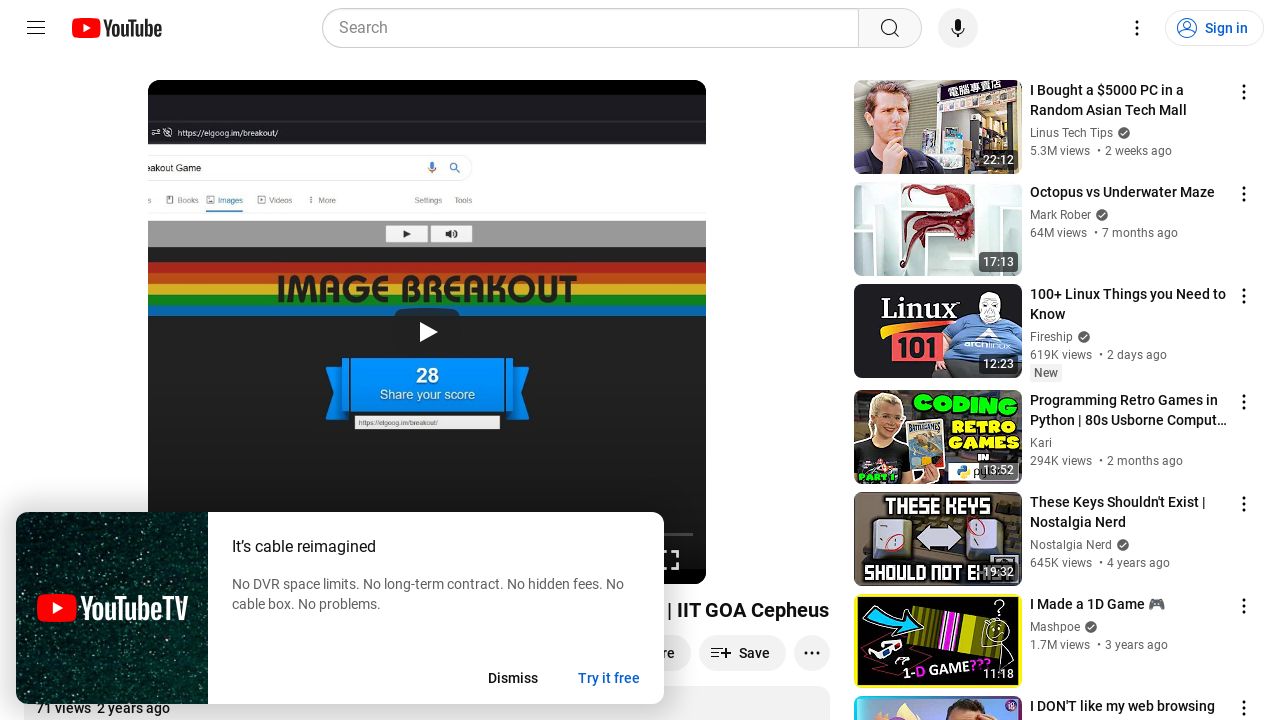 YouTube
Search
Sign in
https://elgoog.im/breakout/
eakout Game
Books
Images
Videos
More
Settings
Tools
IMAGE BREAKOUT
28
Share your score
https://elgoog.im/breakout/
| IIT GOA Cepheus
re
Save
71 views 2 years ago
YouTubeTV
It’s cable reimagined
No DVR space limits. No long-term contract. No hidden fees. No
cable box. No problems.
Dismiss
Try it free
電腦專賣店
22:12
I Bought a $5000 PC in a
Random Asian Tech Mall
Linus Tech Tips
5.3M views • 2 weeks ago
17:13
Octopus vs Underwater Maze
Mark Rober
64M views • 7 months ago
Linux
101
archlinux
12:23
100+ Linux Things you Need to
Know
Fireship
619K views • 2 days ago
New
CODING
RETRO
GAMES
IN
BATTLEGAMES
PART 1
13:52
Programming Retro Games in
Python | 80s Usborne Comput…
Kari
294K views • 2 months ago
THESE KEYS
SHOULD NOT EXIST
19:32
These Keys Shouldn't Exist |
Nostalgia Nerd
Nostalgia Nerd
645K views • 4 years ago
1-D GAME???
11:18
I Made a 1D Game 🎮
Mashpoe
1.7M views • 3 years ago
I DON'T like my web browsing